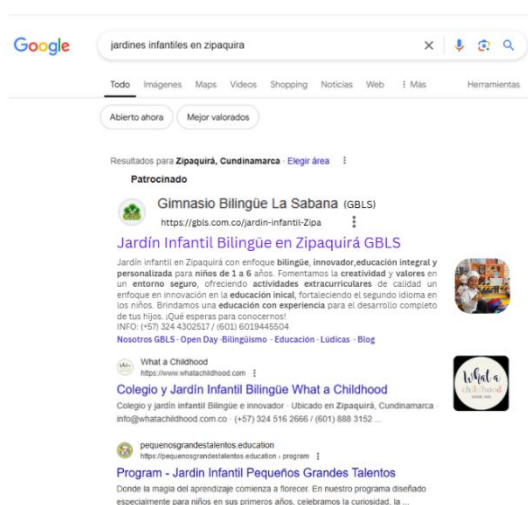 Google
jardines infantiles en zipaquira
Todo Imágenes Maps Videos Shopping Noticias Web Más Herramientas
Abierto ahora Mejor valorados
Resultados para Zipaquirá, Cundinamarca · Elegir área
Patrocinado
Gimnasio Bilingüe La Sabana (GBLS)
https://gbls.com.co/jardin-infantil-Zipa
Jardín Infantil Bilingüe en Zipaquirá GBLS
Jardín infantil en Zipaquirá con enfoque bilingüe, innovador,educación integral y
personalizada para niños de 1 a 6 años. Fomentamos la creatividad y valores en
un entorno seguro, ofreciendo actividades extracurriculares de calidad un
enfoque en innovación en la educación inical, fortaleciendo el segundo idioma en
los niños. Brindamos una educación con experiencia para el desarrollo completo
de tus hijos. ¡Qué esperas para conocernos!
INFO: (+57) 324 4302517 / (601) 6019445504
Nosotros GBLS · Open Day ·Bilingüismo · Educación · Lúdicas · Blog
What a Childhood
https://www.whatachildhood.com
Colegio y Jardín Infantil Bilingüe What a Childhood
Colegio y jardín infantil Bilingüe e innovador · Ubicado en Zipaquirá, Cundinamarca ·
info@whatachildhood.com.co · (+57) 324 516 2666 / (601) 888 3152 ...
What a
childhood
pequenosgrandestalentos.education
https://pequenosgrandestalentos.education › program
Program - Jardin Infantil Pequeños Grandes Talentos
Donde la magia del aprendizaje comienza a florecer. En nuestro programa diseñado
especialmente para niños en sus primeros años, celebramos la curiosidad, la ...